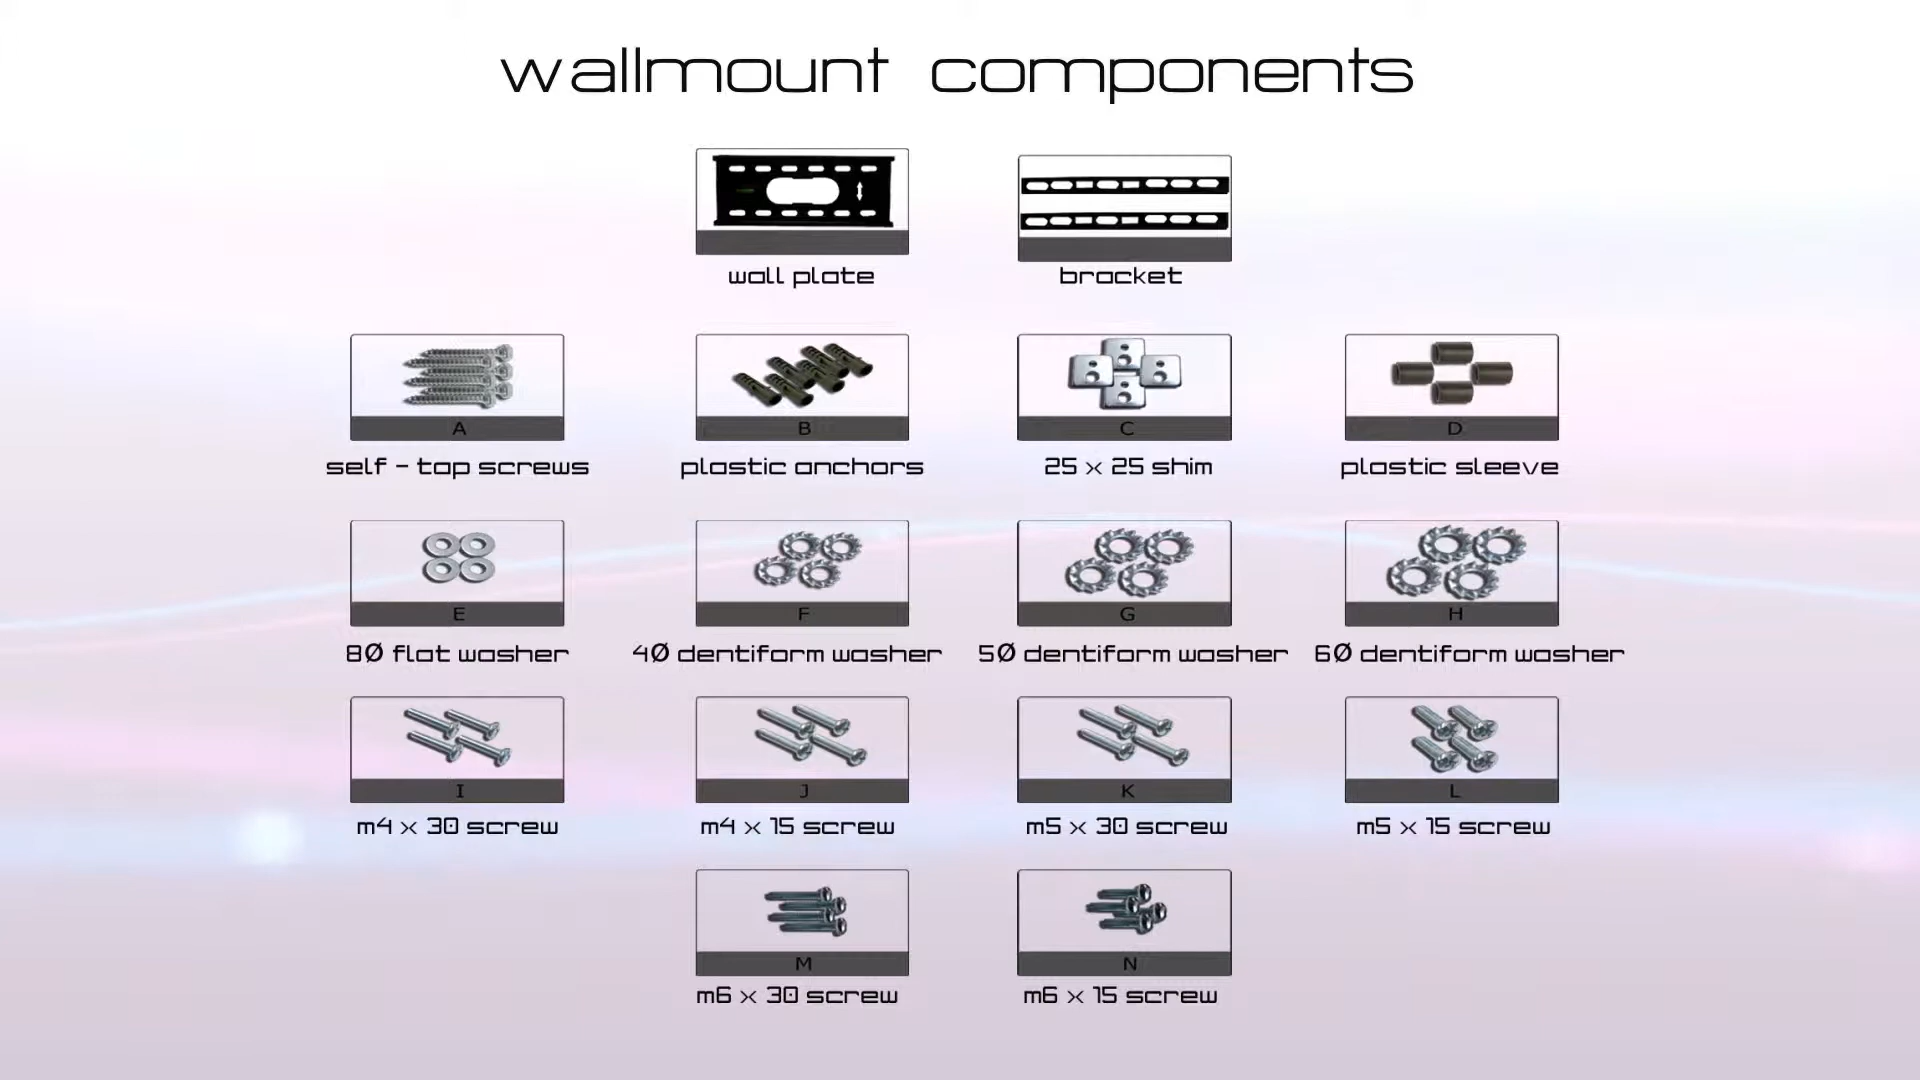 wallmount components
wall plate
bracket
A
B
C
D
self - tap screws
plastic anchors
25 x 25 shim
plastic sleeve
E
F
G
H
8Ø flat washer
4Ø dentiform washer
5Ø dentiform washer
6Ø dentiform washer
I
J
K
L
m4 x 30 screw
m4 x 15 screw
m5 x 30 screw
m5 x 15 screw
M
N
m6 x 30 screw
m6 x 15 screw